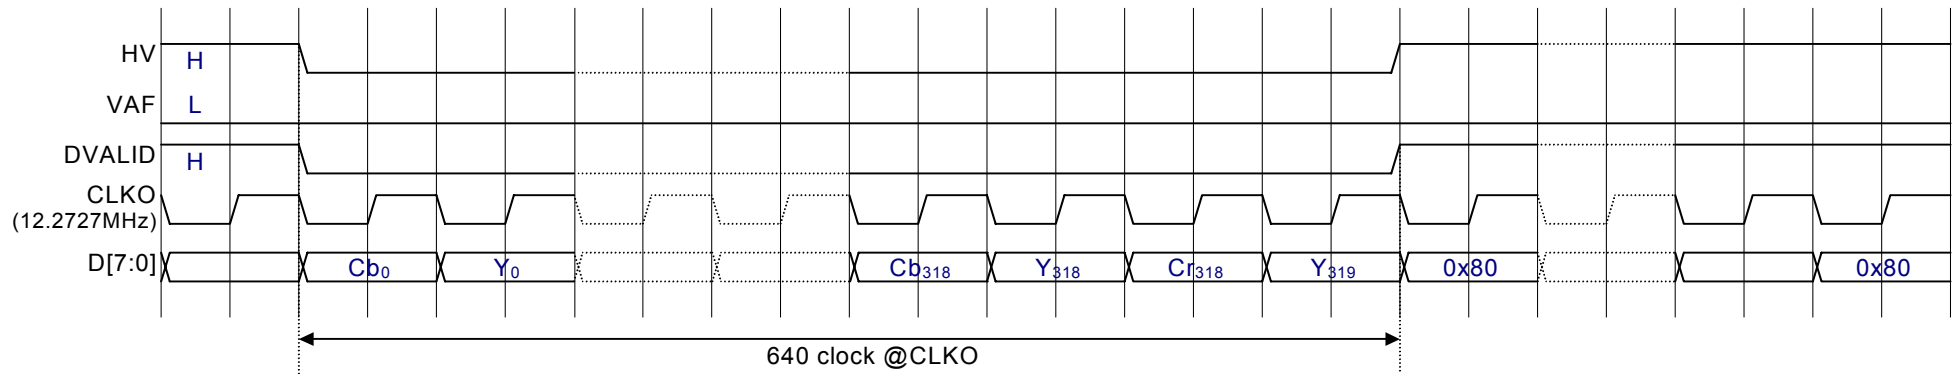 HV H
VAF L
DVALID H
CLKO
(12.2727MHz)
D[7:0] Cb0 Y0 Cb318 Y318 Cr318 Y319 0x80 0x80
640 clock @CLKO